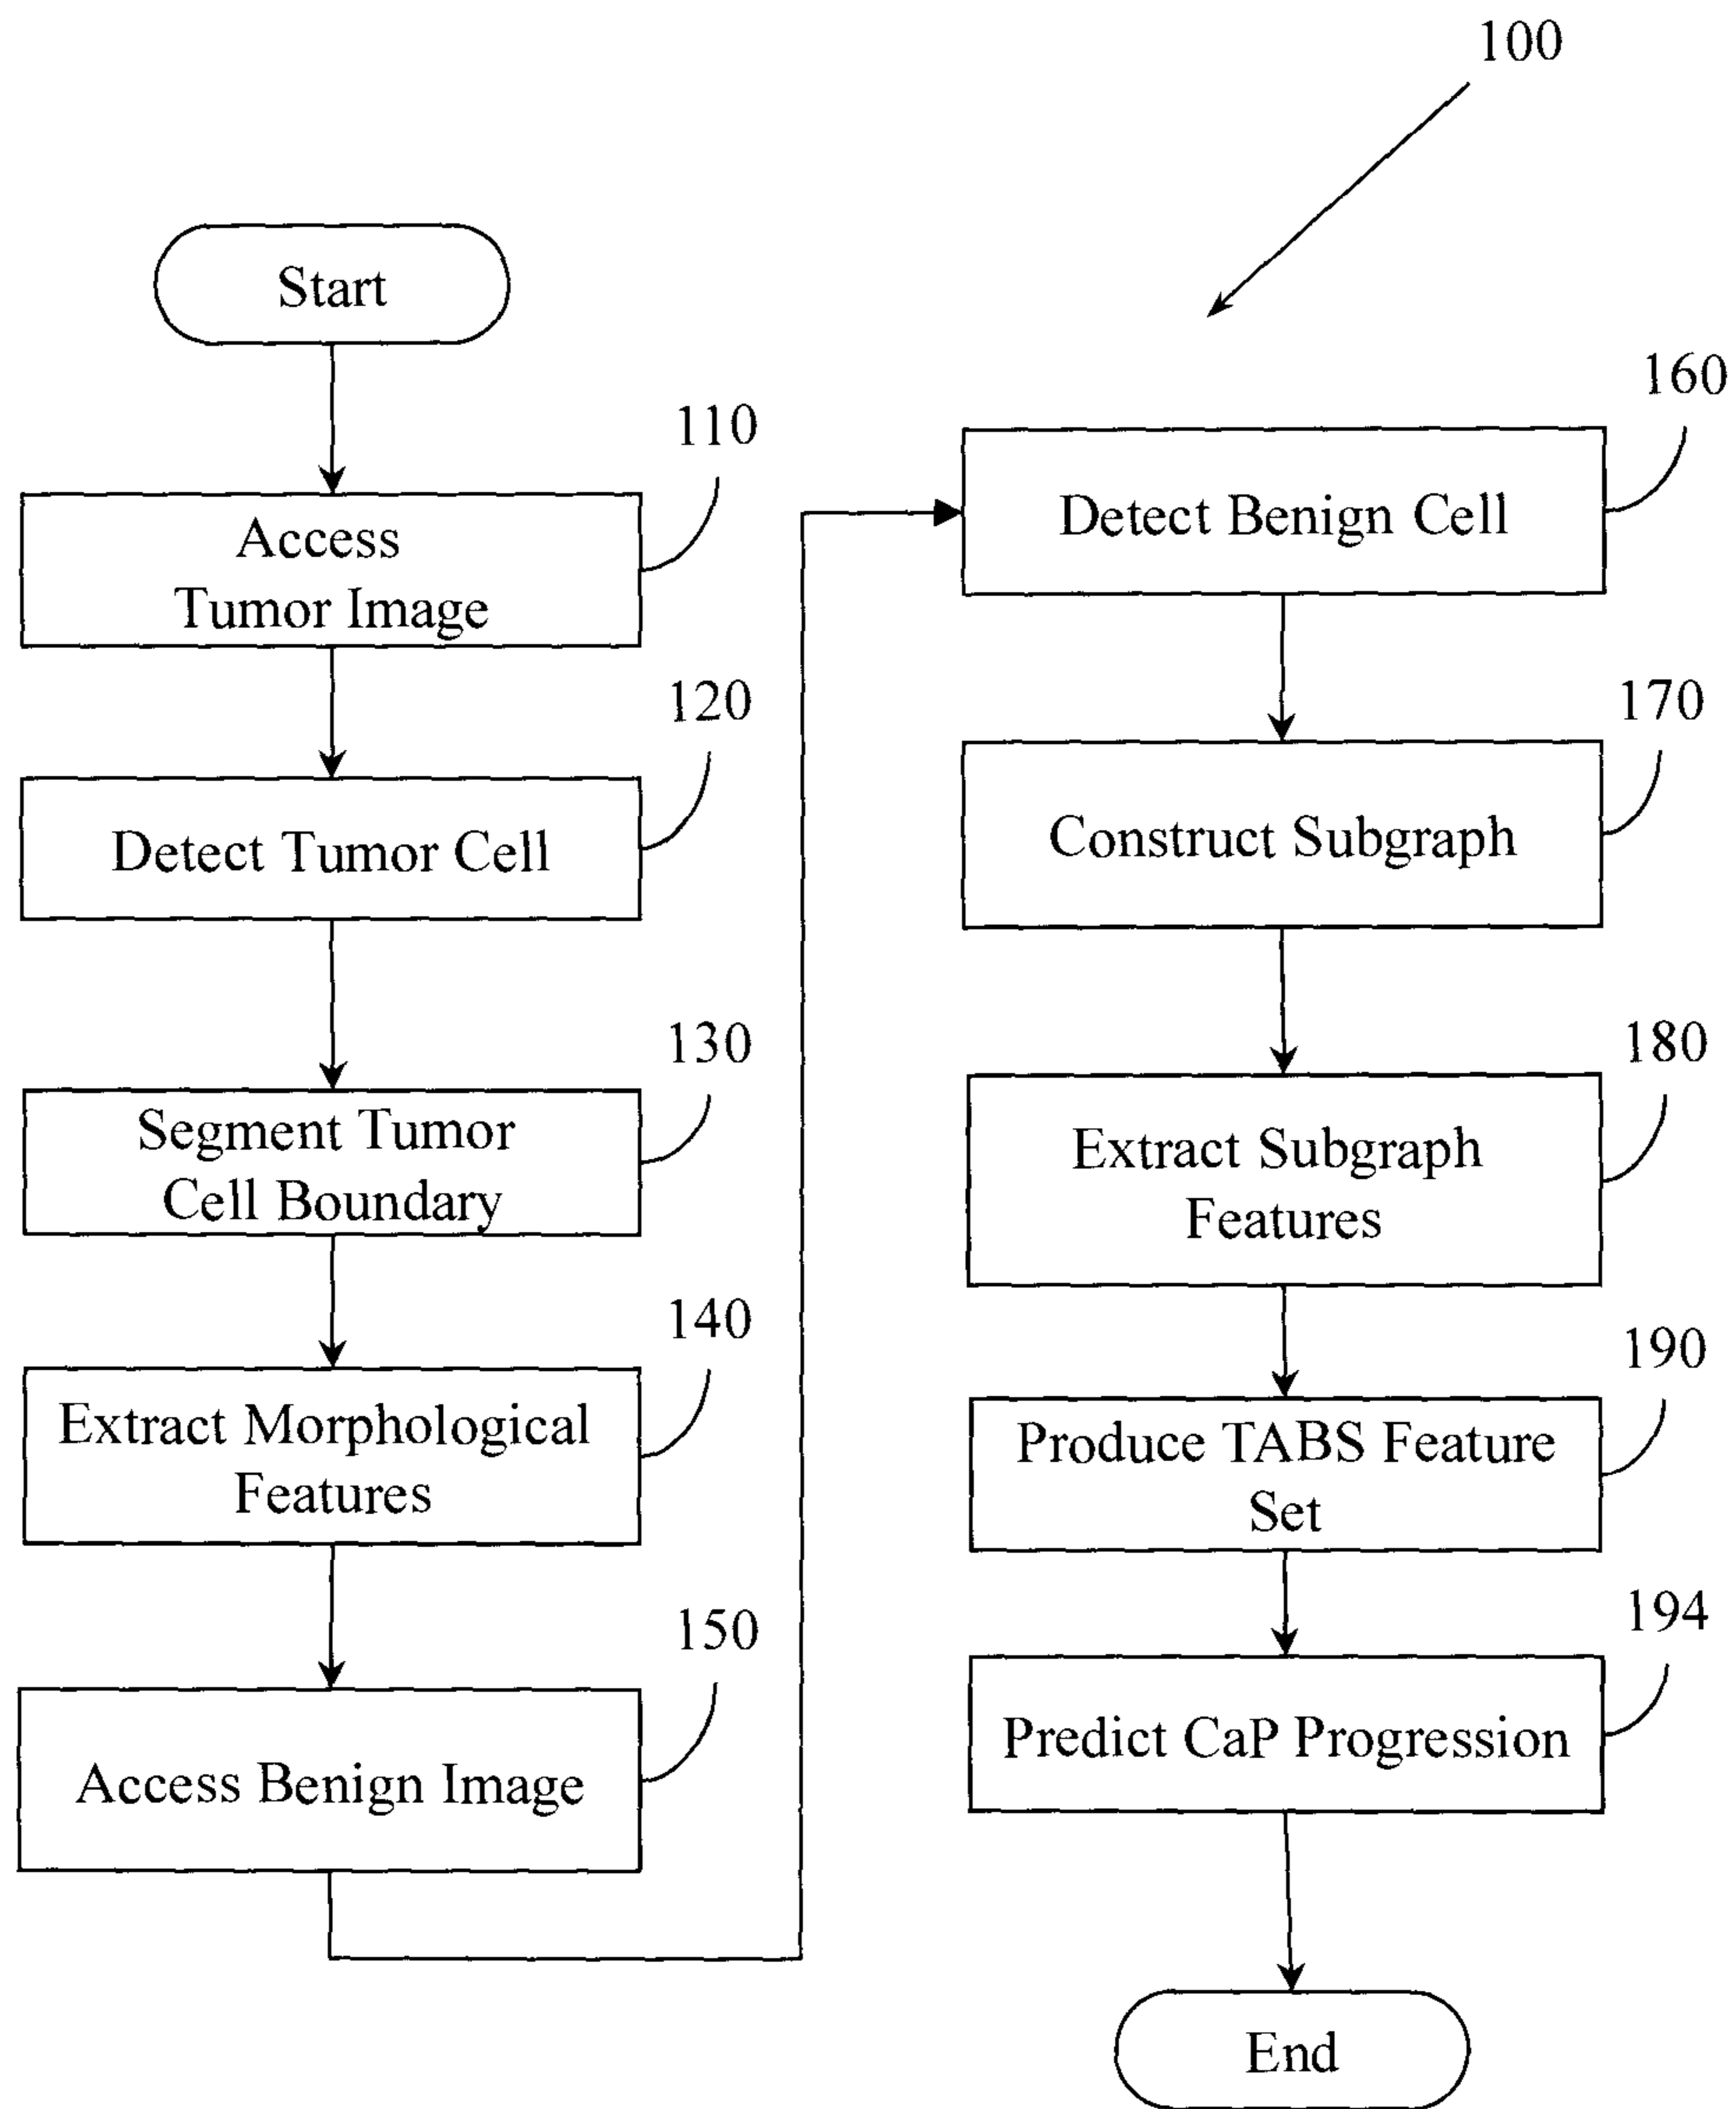 100
Start
110
Access
Tumor Image
120
Detect Tumor Cell
130
Segment Tumor
Cell Boundary
140
Extract Morphological
Features
150
Access Benign Image
160
Detect Benign Cell
170
Construct Subgraph
180
Extract Subgraph
Features
190
Produce TABS Feature
Set
194
Predict CaP Progression
End